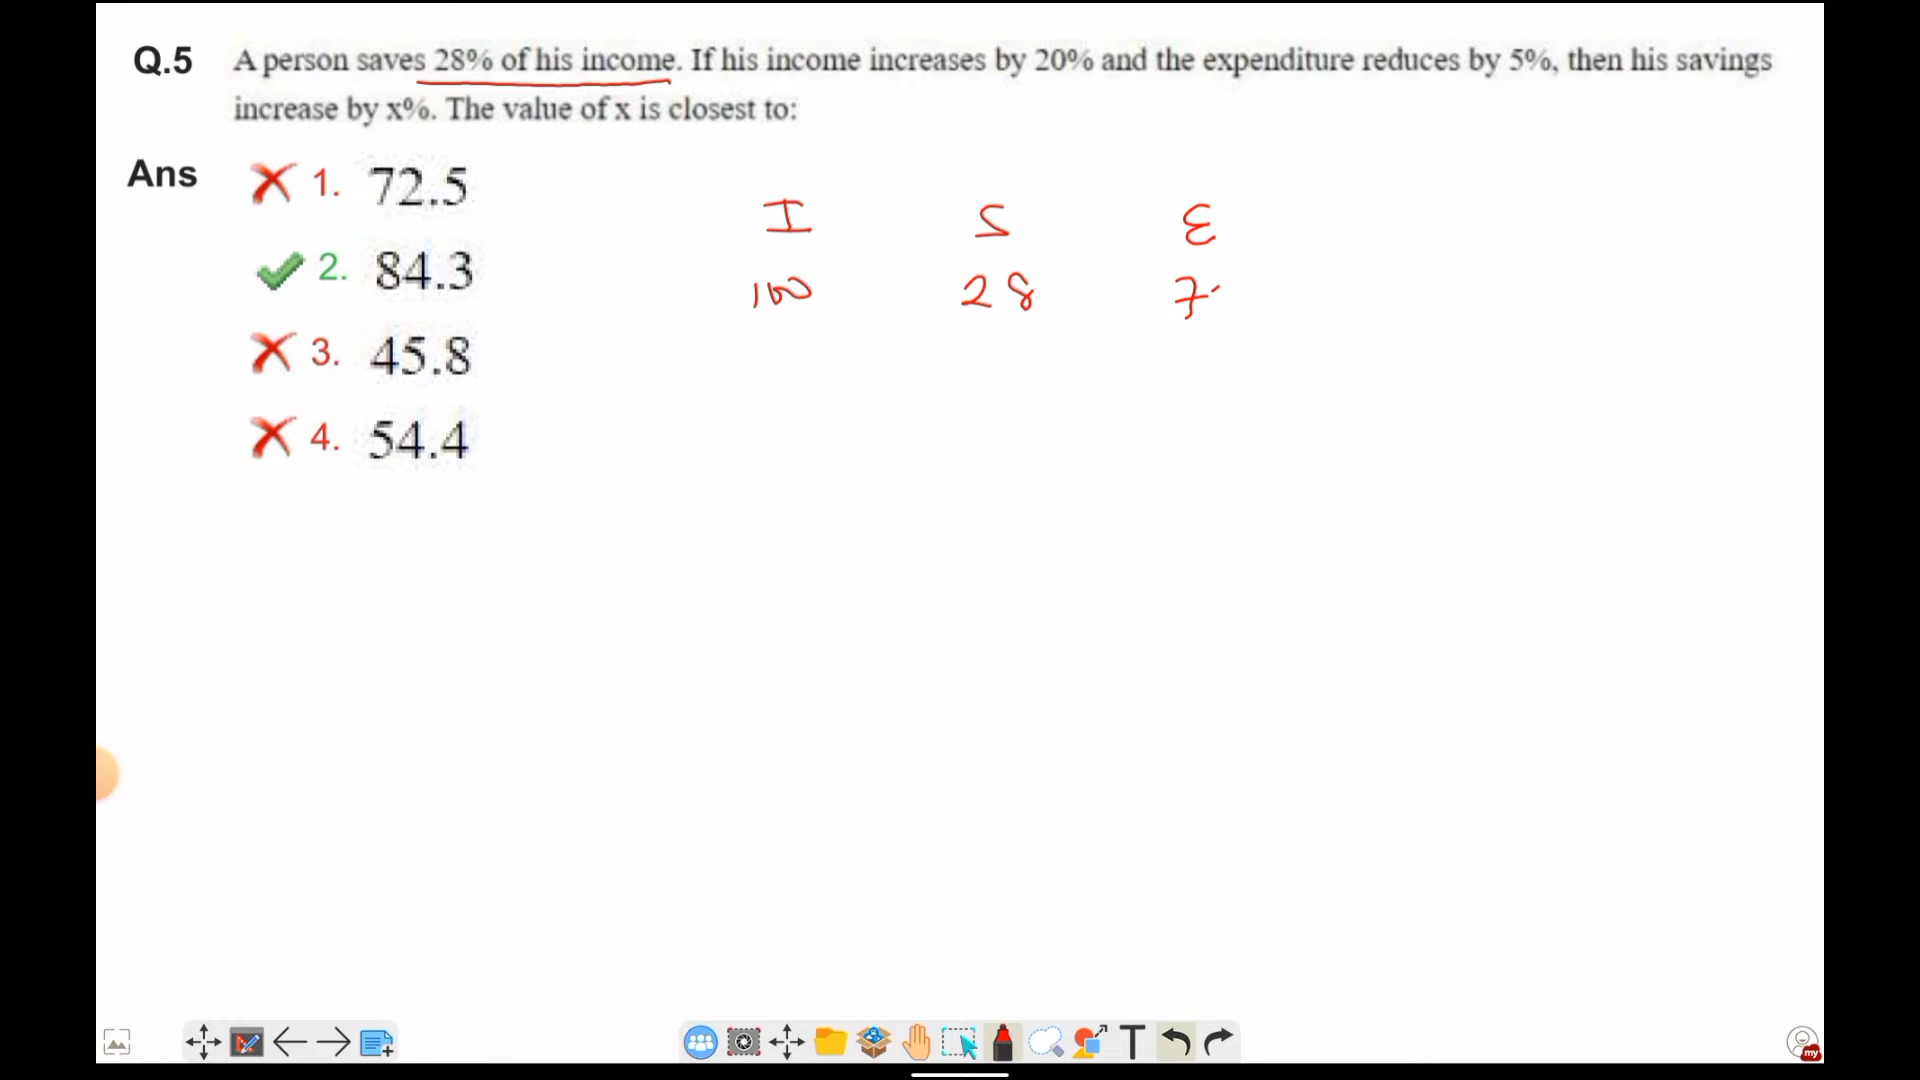 Q.5 A person saves 28% of his income. If his income increases by 20% and the expenditure reduces by 5%, then his savings
increase by x%. The value of x is closest to:
Ans 1. 72.5
2. 84.3
3. 45.8
4. 54.4
I S E
100 28 7
T
my